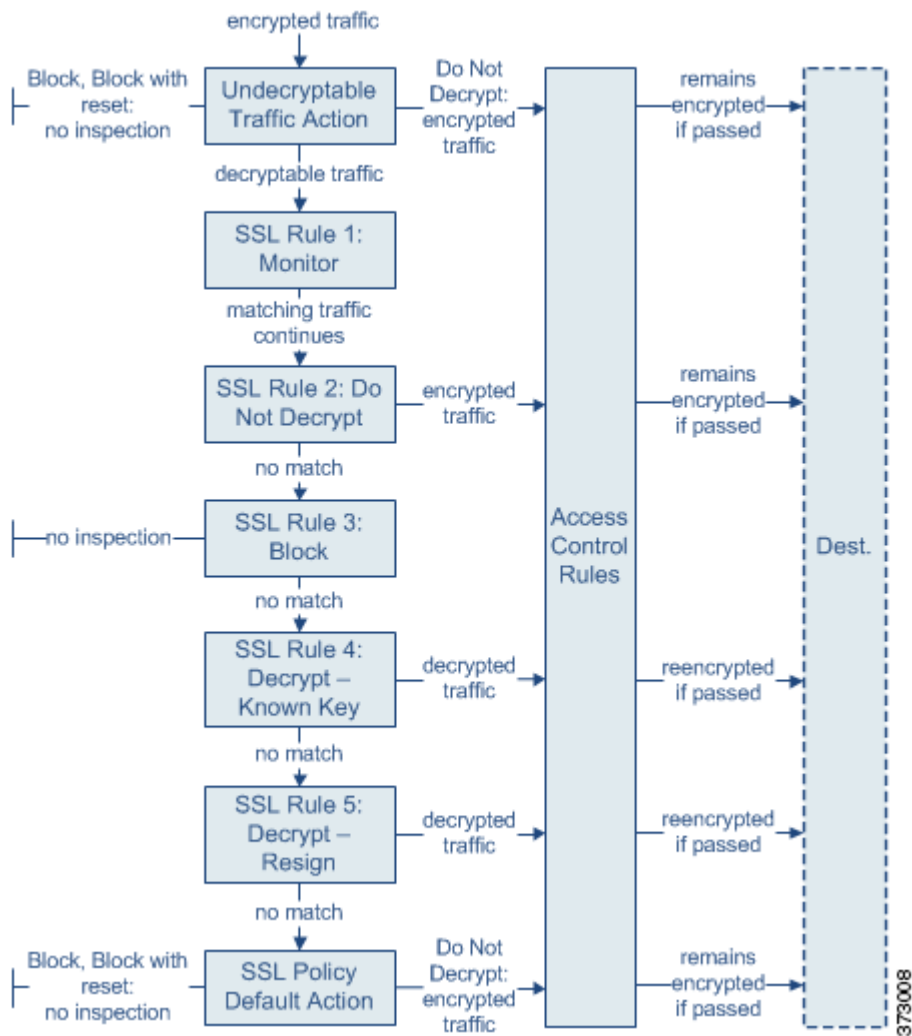 encrypted traffic
Block, Block with
reset:
no inspection
Undecryptable
Traffic Action
Do Not
Decrypt:
encrypted
traffic
remains
encrypted
if passed
decryptable traffic
SSL Rule 1:
Monitor
matching traffic
continues
SSL Rule 2: Do
Not Decrypt
encrypted
traffic
remains
encrypted
if passed
no match
no inspection
SSL Rule 3:
Block
Access
Control
Rules
Dest.
no match
SSL Rule 4:
Decrypt –
Known Key
decrypted
traffic
reencrypted
if passed
no match
SSL Rule 5:
Decrypt –
Resign
decrypted
traffic
reencrypted
if passed
no match
Block, Block with
reset:
no inspection
SSL Policy
Default Action
Do Not
Decrypt:
encrypted
traffic
remains
encrypted
if passed
373008